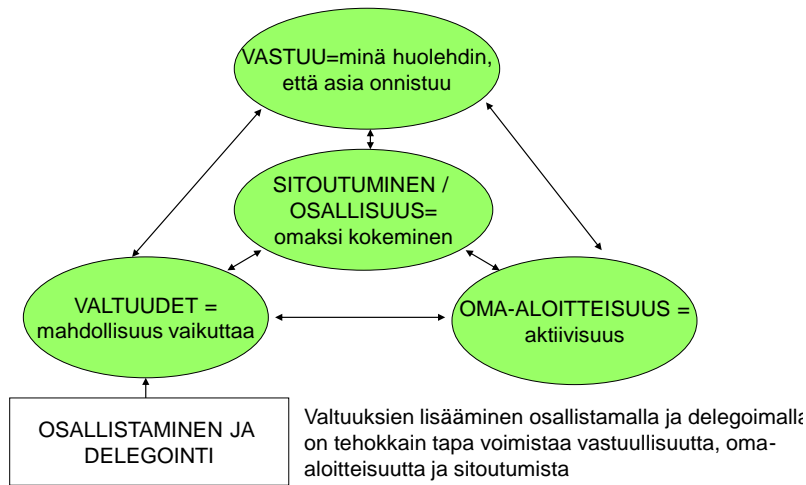 VASTUU=minä huolehdin,
että asia onnistuu
SITOUTUMINEN /
OSALLISUUS=
omaksi kokeminen
VALTUUDET =
mahdollisuus vaikuttaa
OMA-ALOITTEISUUS =
aktiivisuus
OSALLISTAMINEN JA
DELEGOINTI
Valtuuksien lisääminen osallistamalla ja delegoimalla
on tehokkain tapa voimistaa vastuullisuutta, oma-
aloitteisuutta ja sitoutumista